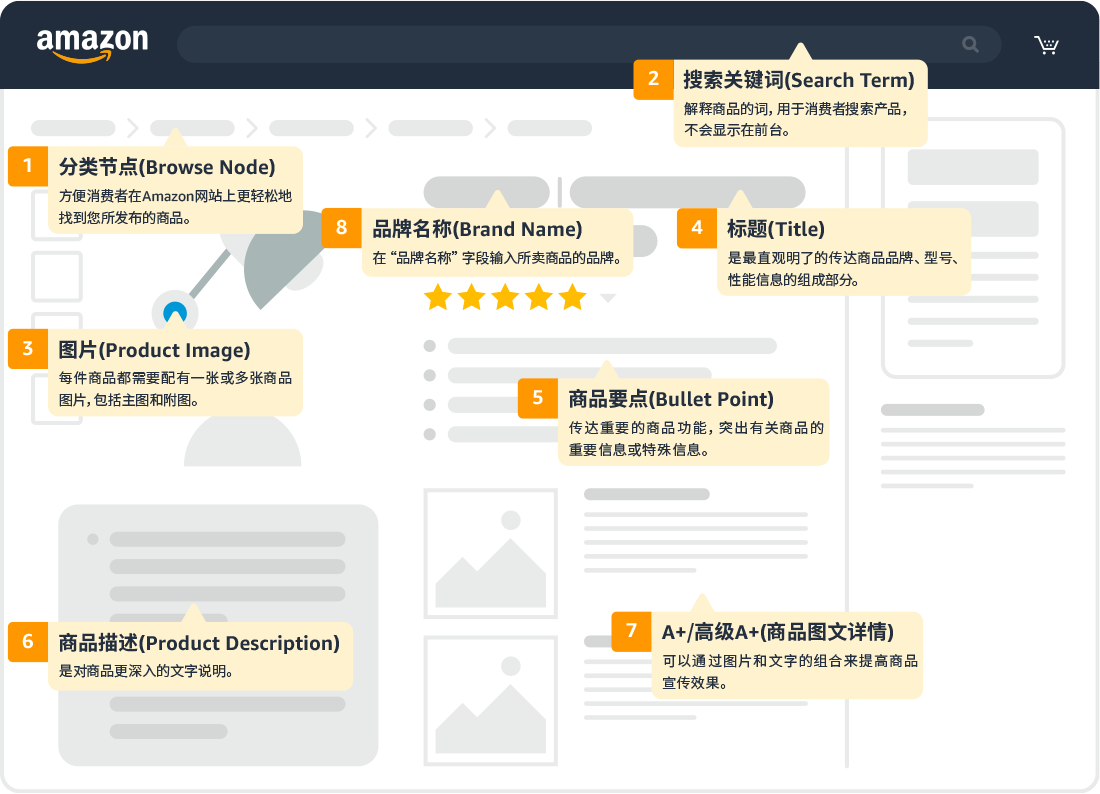 amazon
2
搜索关键词(Search Term)
解释商品的词, 用于消费者搜索产品,
不会显示在前台。
1
分类节点(Browse Node)
方便消费者在Amazon网站上更轻松地
找到您所发布的商品。
8
品牌名称(Brand Name)
在 “品牌名称” 字段输入所卖商品的品牌。
4
标题(Title)
是最直观明了的传达商品品牌、型号、
性能信息的组成部分。
3
图片(Product Image)
每件商品都需要配有一张或多张商品
图片, 包括主图和附图。
5
商品要点(Bullet Point)
传达重要的商品功能, 突出有关商品的
重要信息或特殊信息。
6
商品描述(Product Description)
是对商品更深入的文字说明。
7
A+/高级A+(商品图文详情)
可以通过图片和文字的组合来提高商品
宣传效果。